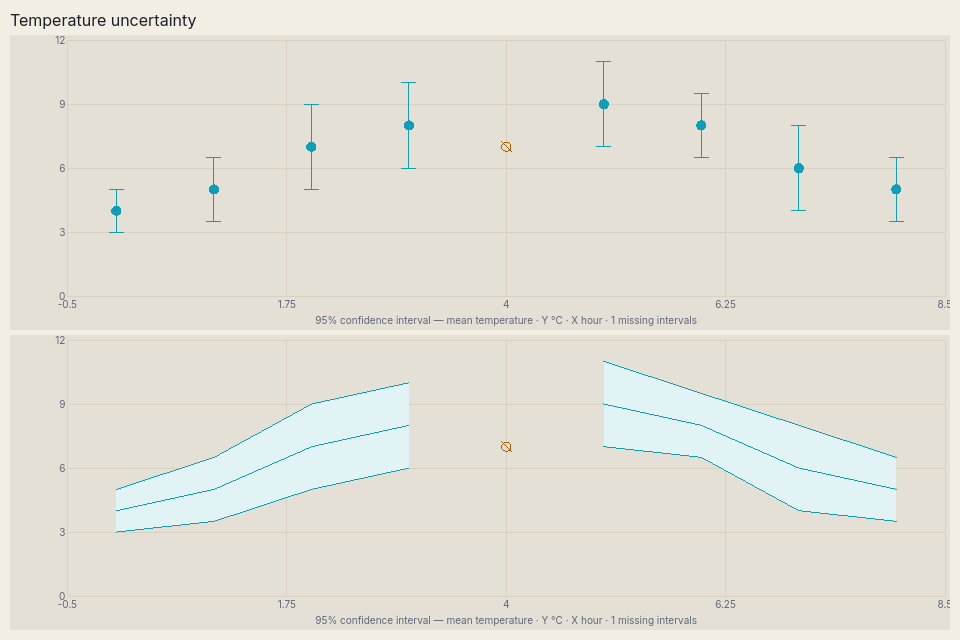 Temperature uncertainty
12
9
6
3
0
-0.5 1.75 4 6.25 8.5
95% confidence interval — mean temperature · Y °C · X hour · 1 missing intervals
12
9
6
3
0
-0.5 1.75 4 6.25 8.5
95% confidence interval — mean temperature · Y °C · X hour · 1 missing intervals